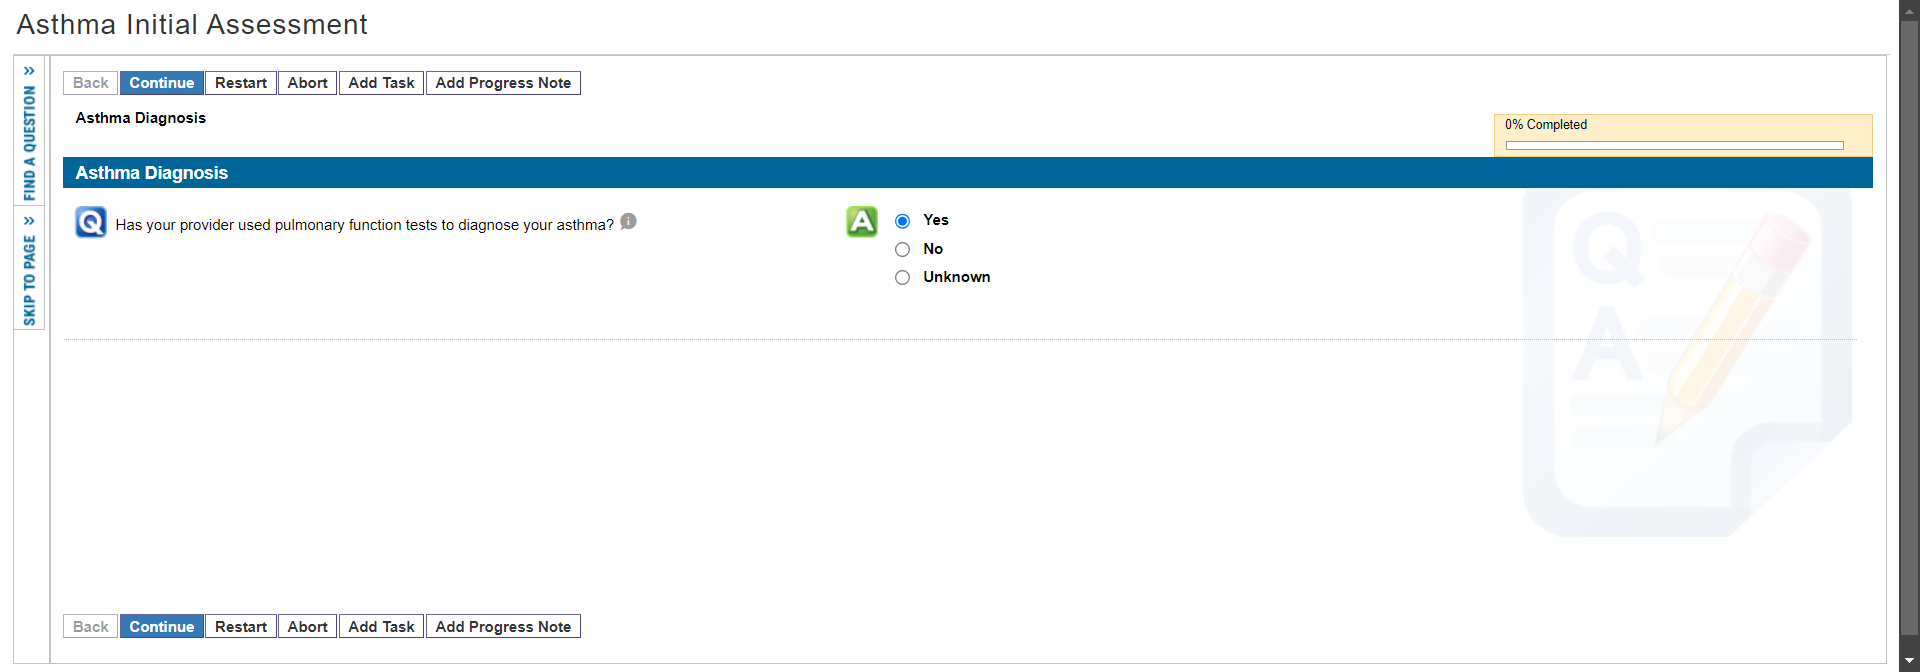 Asthma Initial Assessment
FIND A QUESTION
SKIP TO PAGE
Back Continue Restart Abort Add Task Add Progress Note
Asthma Diagnosis
0% Completed
Asthma Diagnosis
Q Has your provider used pulmonary function tests to diagnose your asthma? i
A Yes
No
Unknown
Q
A
Back Continue Restart Abort Add Task Add Progress Note